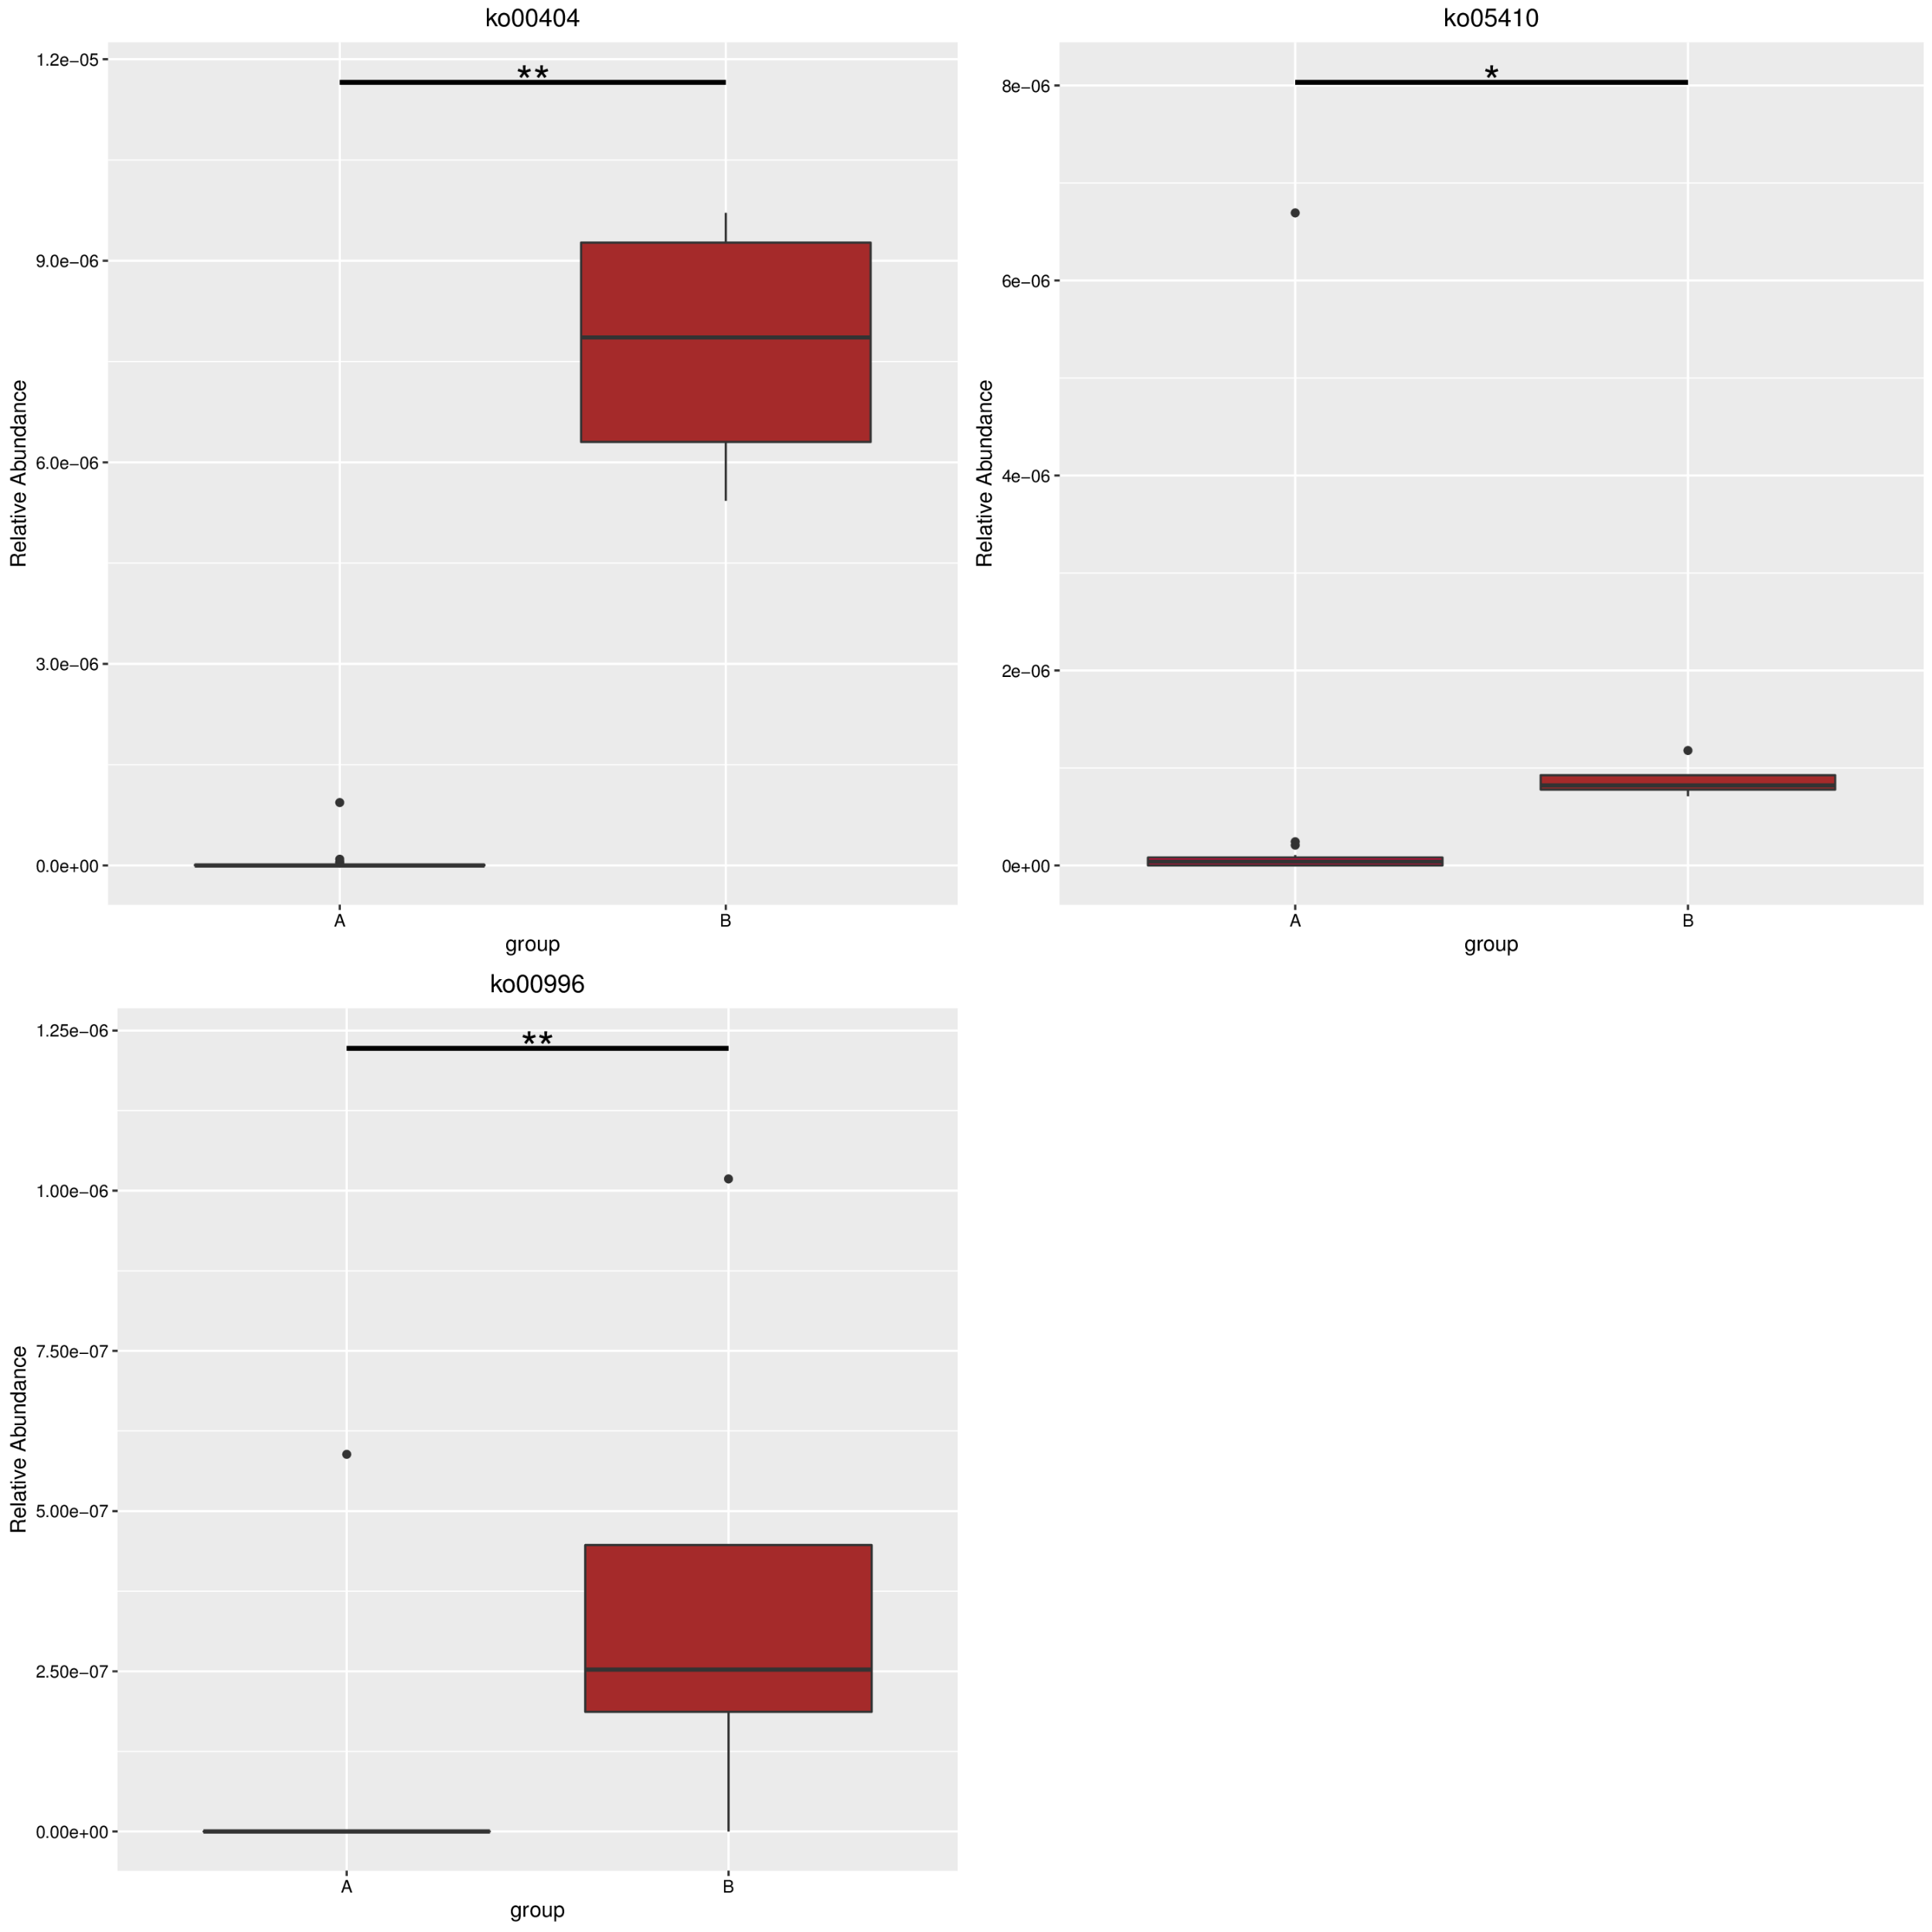 ko00404
**
1.2e−05
9.0e−06
6.0e−06
3.0e−06
0.0e+00
Relative Abundance
A
B
group
ko05410
*
8e−06
6e−06
4e−06
2e−06
0e+00
Relative Abundance
A
B
group
ko00996
**
1.25e−06
1.00e−06
7.50e−07
5.00e−07
2.50e−07
0.00e+00
Relative Abundance
A
B
group